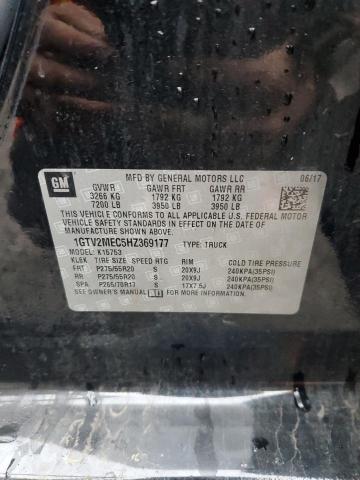 GM
MFD BY GENERAL MOTORS LLC 06/17
GVWR GAWR FRT GAWR RR
3266 KG 1792 KG 1792 KG
7200 LB 3950 LB 3950 LB
THIS VEHICLE CONFORMS TO ALL APPLICABLE U.S. FEDERAL MOTOR
VEHICLE SAFETY STANDARDS IN EFFECT ON THE DATE OF
MANUFACTURE SHOWN ABOVE.
1GTV2MEC5HZ369177 TYPE: TRUCK
MODEL: K15753
KLEK TIRE SIZE SPEED RTG RIM COLD TIRE PRESSURE
FRT P275/55R20 S 20X9J 240KPA(35PSI)
RR P275/55R20 S 20X9J 240KPA(35PSI)
SPA P265/70R17 S 17X7.5J 240KPA(35PSI)
SEE OWNER'S MANUAL FOR MORE INFORMATION.